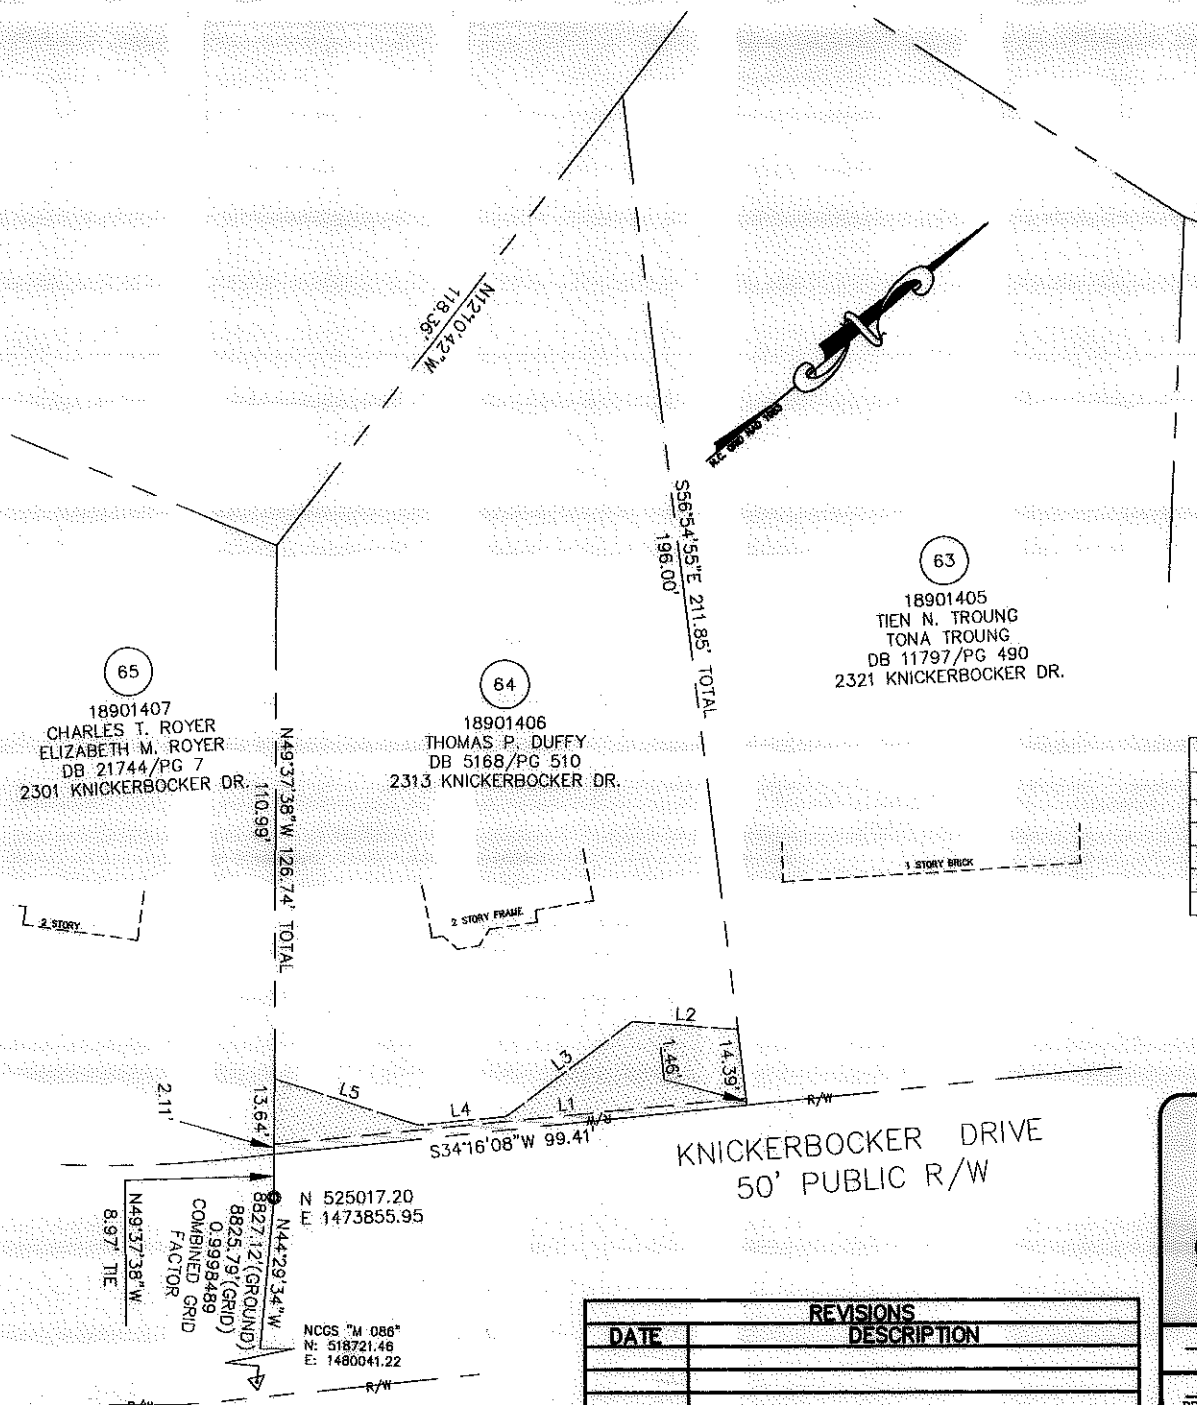 N12°10'42"W
118.36'
N.C. GRID NAD 1983
S56°54'55"E 211.85' TOTAL
196.00'
63
18901405
TIEN N. TROUNG
TONA TROUNG
DB 11797/PG 490
2321 KNICKERBOCKER DR.
65
18901407
CHARLES T. ROYER
ELIZABETH M. ROYER
DB 21744/PG 7
2301 KNICKERBOCKER DR.
64
18901406
THOMAS P. DUFFY
DB 5168/PG 510
2313 KNICKERBOCKER DR.
N49°37'38"W 126.74' TOTAL
110.99'
1 STORY BRICK
2 STORY
2 STORY FRAME
L2
L3
1.46'
14.39'
L5
L4
L1
R/W
R/W
2.11'
13.64'
S34°16'08"W 99.41'
KNICKERBOCKER DRIVE
50' PUBLIC R/W
N 525017.20
E 1473855.95
N49°37'38"W
8.97' TIE
N44°29'34"W
8827.12'(GROUND)
8825.79'(GRID)
0.9998489
COMBINED GRID
FACTOR
NCGS "M 086"
N: 518721.46
E: 1480041.22
R/W
R/W
REVISIONS
DATE
DESCRIPTION